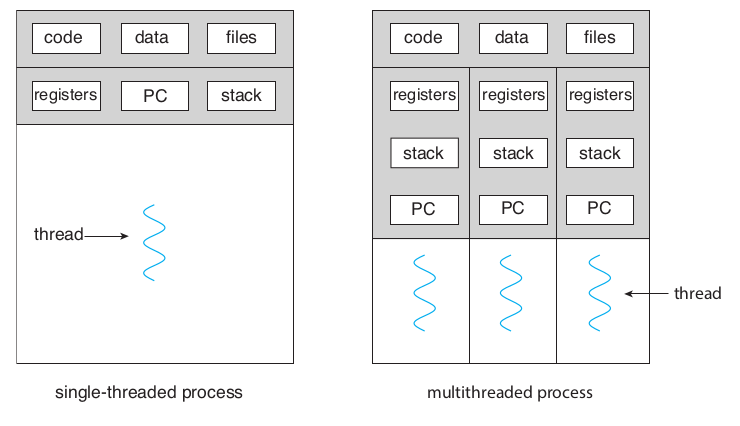 code data files
registers PC stack
thread
single-threaded process
code data files
registers registers registers
stack stack stack
PC PC PC
thread
multithreaded process